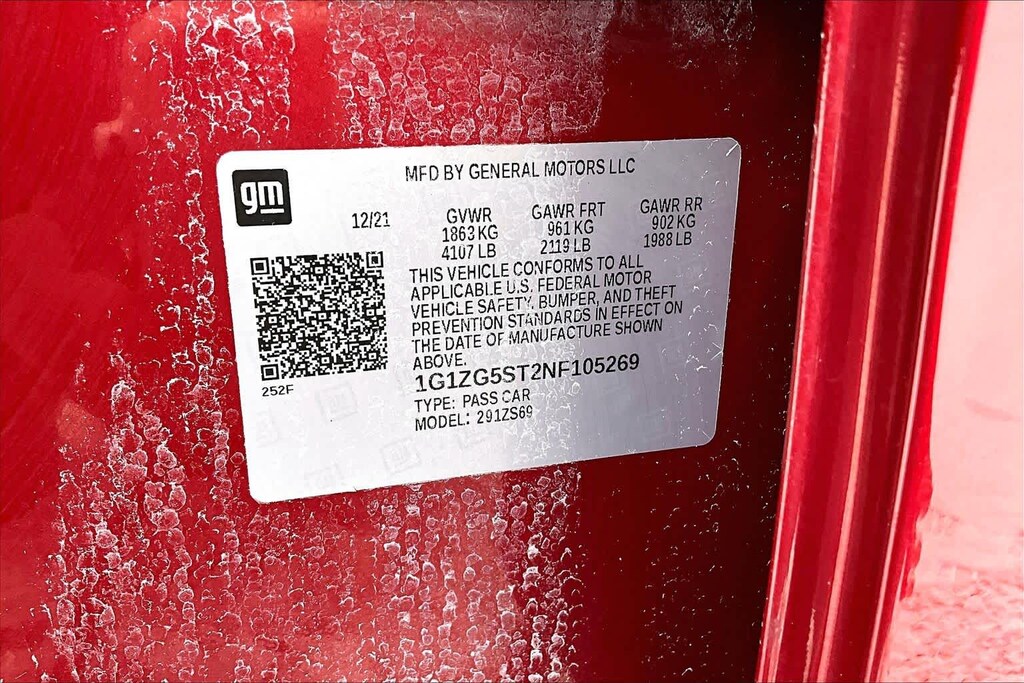 gm
MFD BY GENERAL MOTORS LLC
12/21 GVWR GAWR FRT GAWR RR
1863 KG 961 KG 902 KG
4107 LB 2119 LB 1988 LB
THIS VEHICLE CONFORMS TO ALL
APPLICABLE U.S. FEDERAL MOTOR
VEHICLE SAFETY, BUMPER, AND THEFT
PREVENTION STANDARDS IN EFFECT ON
THE DATE OF MANUFACTURE SHOWN
ABOVE.
252F
1G1ZG5ST2NF105269
TYPE: PASS CAR
MODEL: 291ZS69